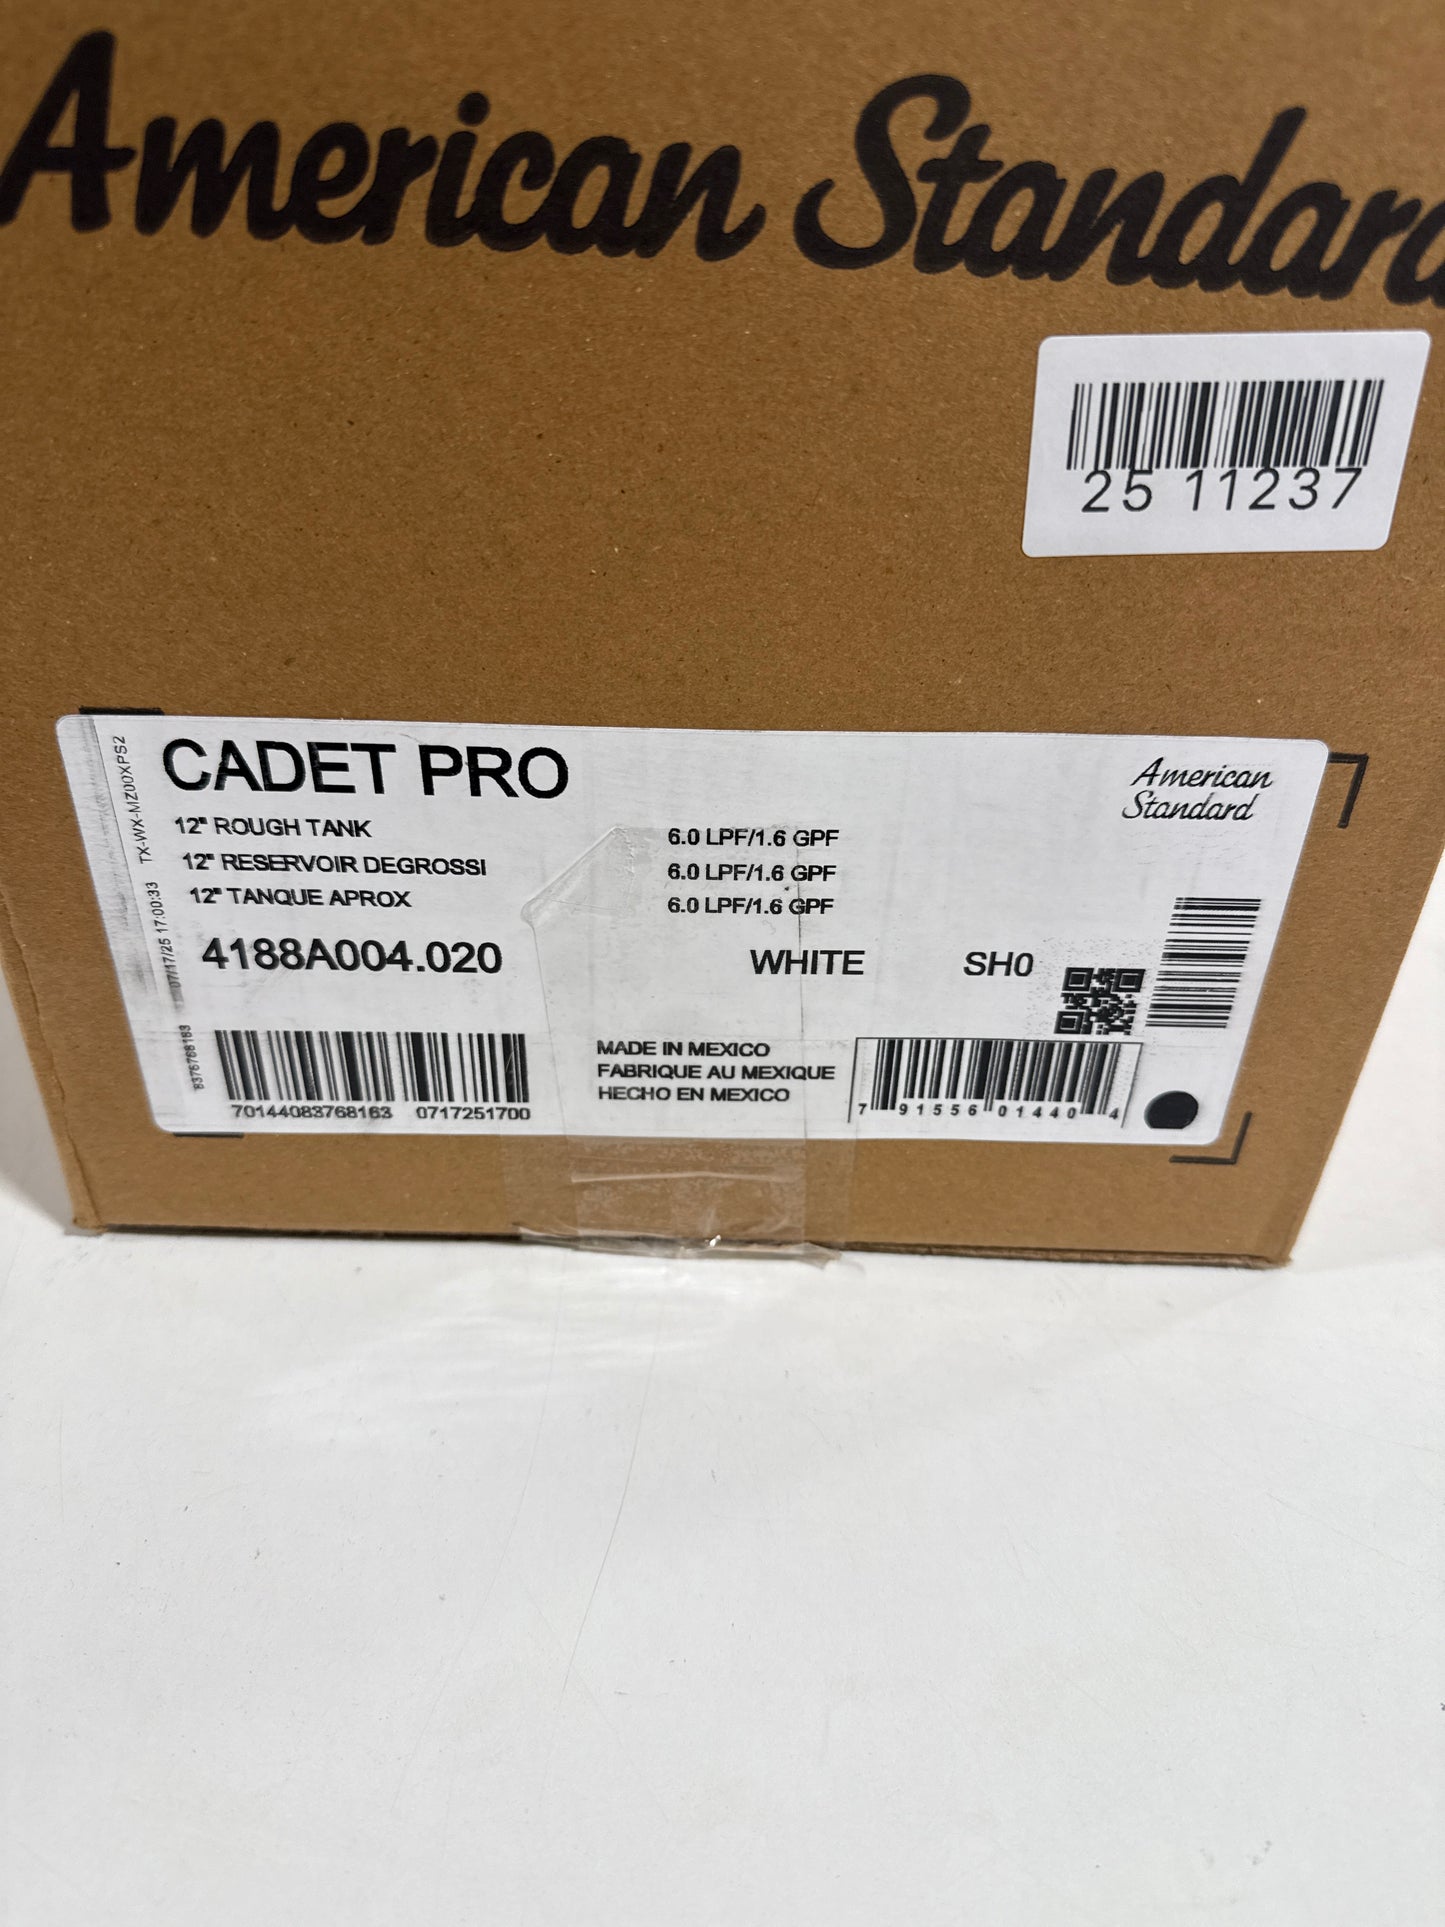 American Standard
25 11237
CADET PRO
American
Standard
12" ROUGH TANK 6.0 LPF/1.6 GPF
12" RESERVOIR DEGROSSI 6.0 LPF/1.6 GPF
12" TANQUE APROX 6.0 LPF/1.6 GPF
4188A004.020 WHITE SH0
MADE IN MEXICO
FABRIQUE AU MEXIQUE
HECHO EN MEXICO
70144083768163 0717251700
7 91556 01440 4
TX-WX-MZ00XPS2
07/17/25 17:00:33